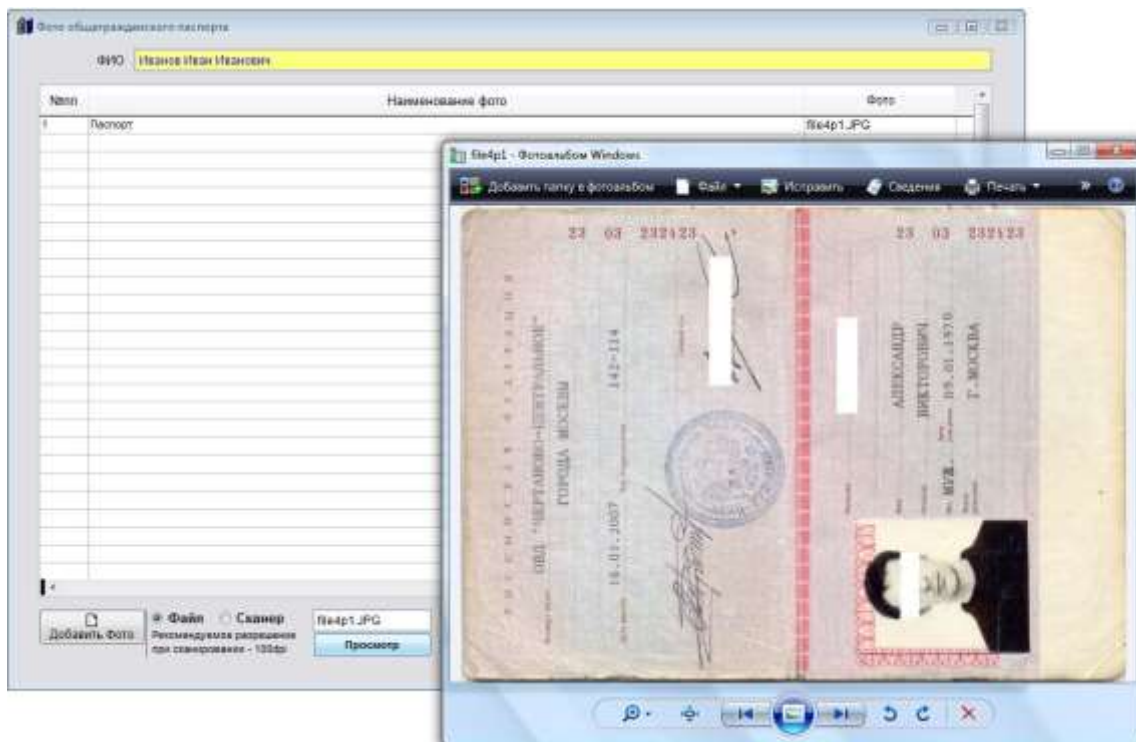 Фото общегражданского паспорта
ФИО Иванов Иван Иванович
№пп Наименование фото Фото
1 Паспорт file4p1.JPG
Добавить Фото
Файл Сканер
Рекомендуемое разрешение
при сканировании - 100dpi
file4p1.JPG
Просмотр
file4p1 - Фотоальбом Windows
Добавить папку в фотоальбом Файл Исправить Сведения Печать
РОССИЙСКАЯ ФЕДЕРАЦИЯ
ОВД "ЧЕРТАНОВО-ЦЕНТРАЛЬНОЕ"
ГОРОДА МОСКВЫ
16.01.2007 142-114
23 03 232423
23 03 232423
АЛЕКСАНДР
ВИКТОРОВИЧ
МУЖ. 09.01.1970
Г. МОСКВА